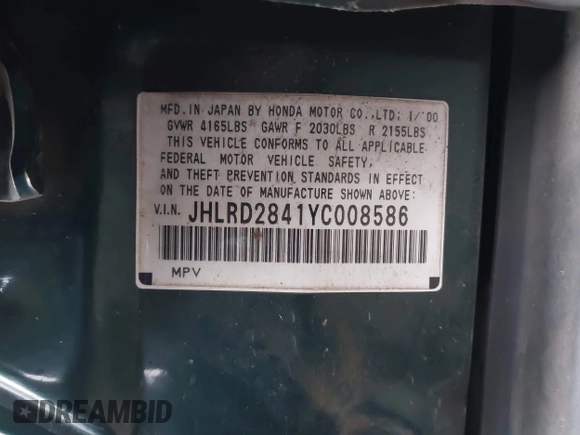 MFD.IN JAPAN BY HONDA MOTOR CO.,LTD: 1/'00
GVWR 4165LBS GAWR F 2030LBS R 2155LBS
THIS VEHICLE CONFORMS TO ALL APPLICABLE
FEDERAL MOTOR VEHICLE SAFETY,
AND THEFT PREVENTION STANDARDS IN EFFECT
ON THE DATE OF MANUFACTURE SHOWN ABOVE:
V.I.N. JHLRD2841YC008586
MPV
DREAMBID